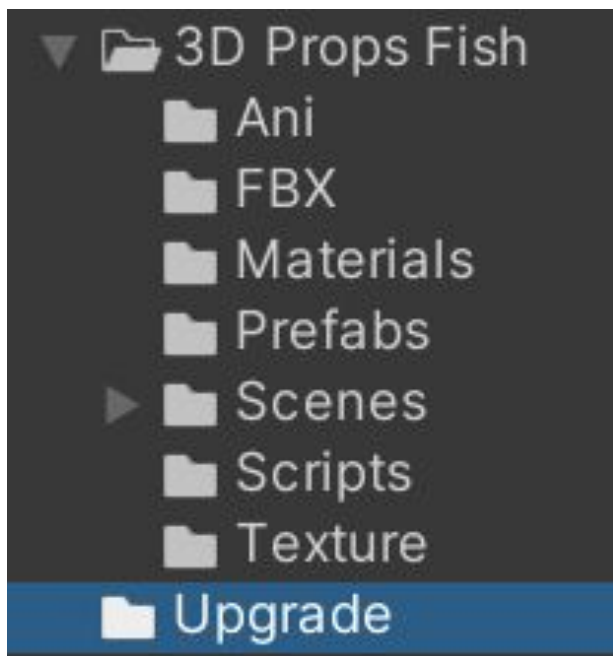 3D Props Fish
Ani
FBX
Materials
Prefabs
Scenes
Scripts
Texture
Upgrade